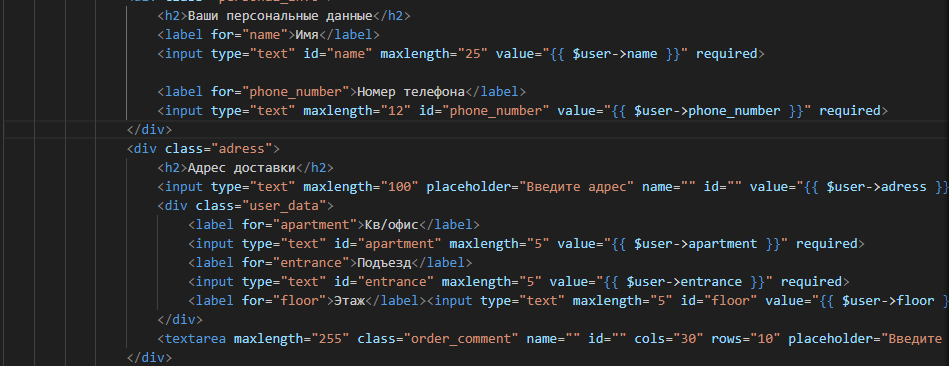 <h2>Ваши персональные данные</h2>
<label for="name">Имя</label>
<input type="text" id="name" maxlength="25" value="{{ $user->name }}" required>
<label for="phone_number">Номер телефона</label>
<input type="text" maxlength="12" id="phone_number" value="{{ $user->phone_number }}" required>
</div>
<div class="adress">
<h2>Адрес доставки</h2>
<input type="text" maxlength="100" placeholder="Введите адрес" name="" id="" value="{{ $user->adress }}
<div class="user_data">
<label for="apartment">Кв/офис</label>
<input type="text" id="apartment" maxlength="5" value="{{ $user->apartment }}" required>
<label for="entrance">Подъезд</label>
<input type="text" id="entrance" maxlength="5" value="{{ $user->entrance }}" required>
<label for="floor">Этаж</label><input type="text" maxlength="5" id="floor" value="{{ $user->floor }
</div>
<textarea maxlength="255" class="order_comment" name="" id="" cols="30" rows="10" placeholder="Введите
</div>